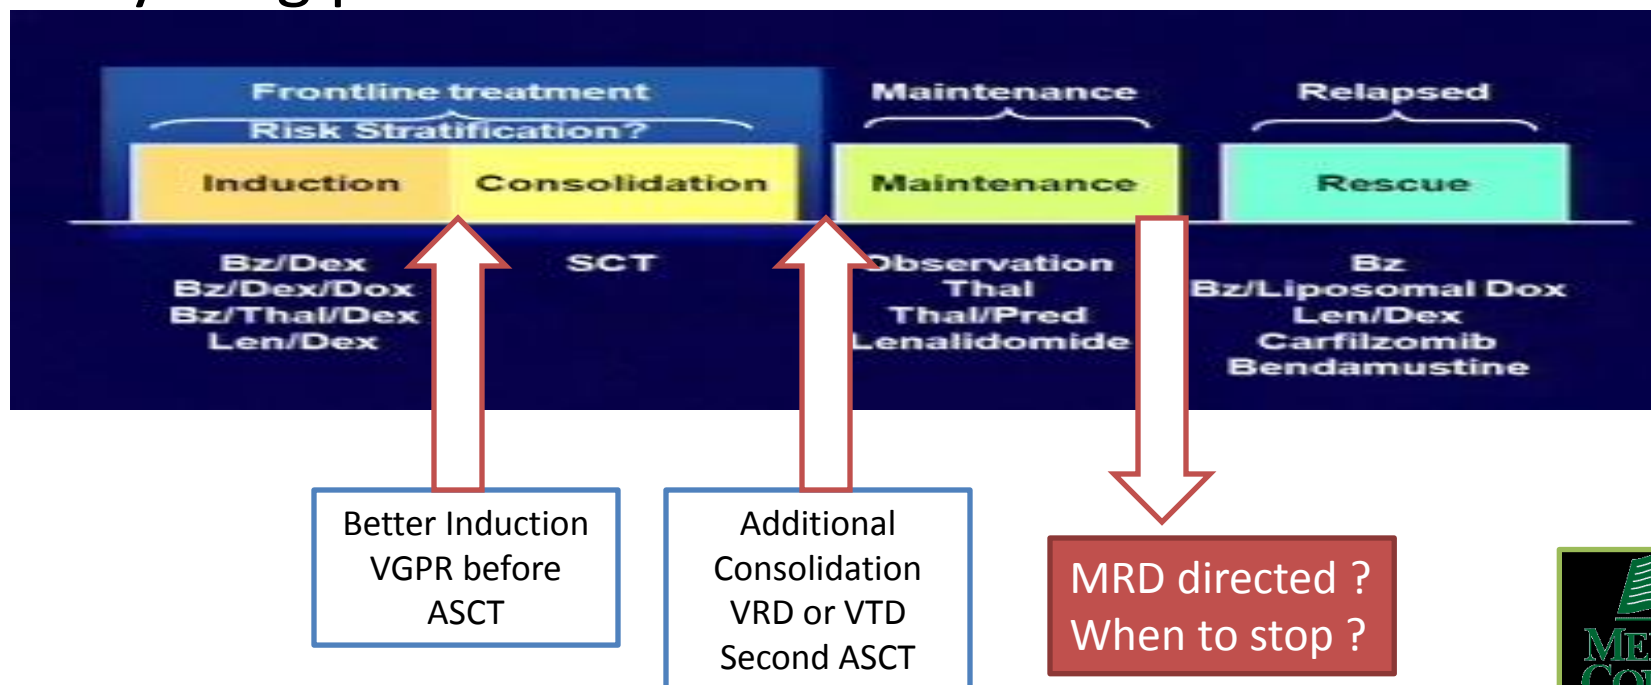 Frontline treatment
Risk Stratification?
Maintenance
Relapsed
Induction
Consolidation
Maintenance
Rescue
Bz/Dex
Bz/Dex/Dox
Bz/Thal/Dex
Len/Dex
SCT
Observation
Thal
Thal/Pred
Lenalidomide
Bz
Bz/Liposomal Dox
Len/Dex
Carfilzomib
Bendamustine
Better Induction
VGPR before
ASCT
Additional
Consolidation
VRD or VTD
Second ASCT
MRD directed ?
When to stop ?